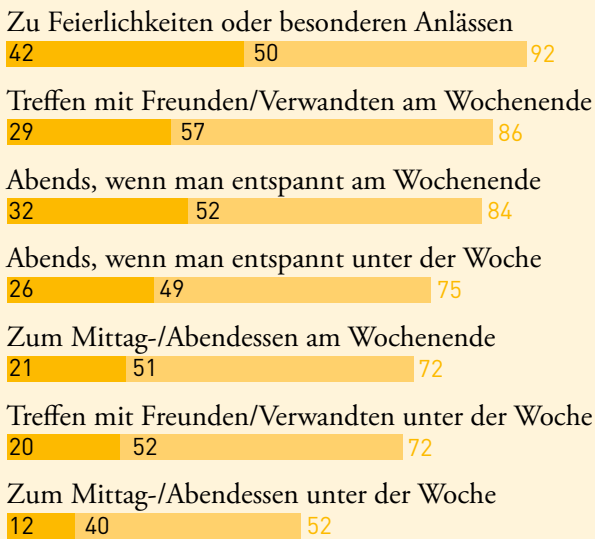 Zu Feierlichkeiten oder besonderen Anlässen
42 50 92
Treffen mit Freunden/Verwandten am Wochenende
29 57 86
Abends, wenn man entspannt am Wochenende
32 52 84
Abends, wenn man entspannt unter der Woche
26 49 75
Zum Mittag-/Abendessen am Wochenende
21 51 72
Treffen mit Freunden/Verwandten unter der Woche
20 52 72
Zum Mittag-/Abendessen unter der Woche
12 40 52